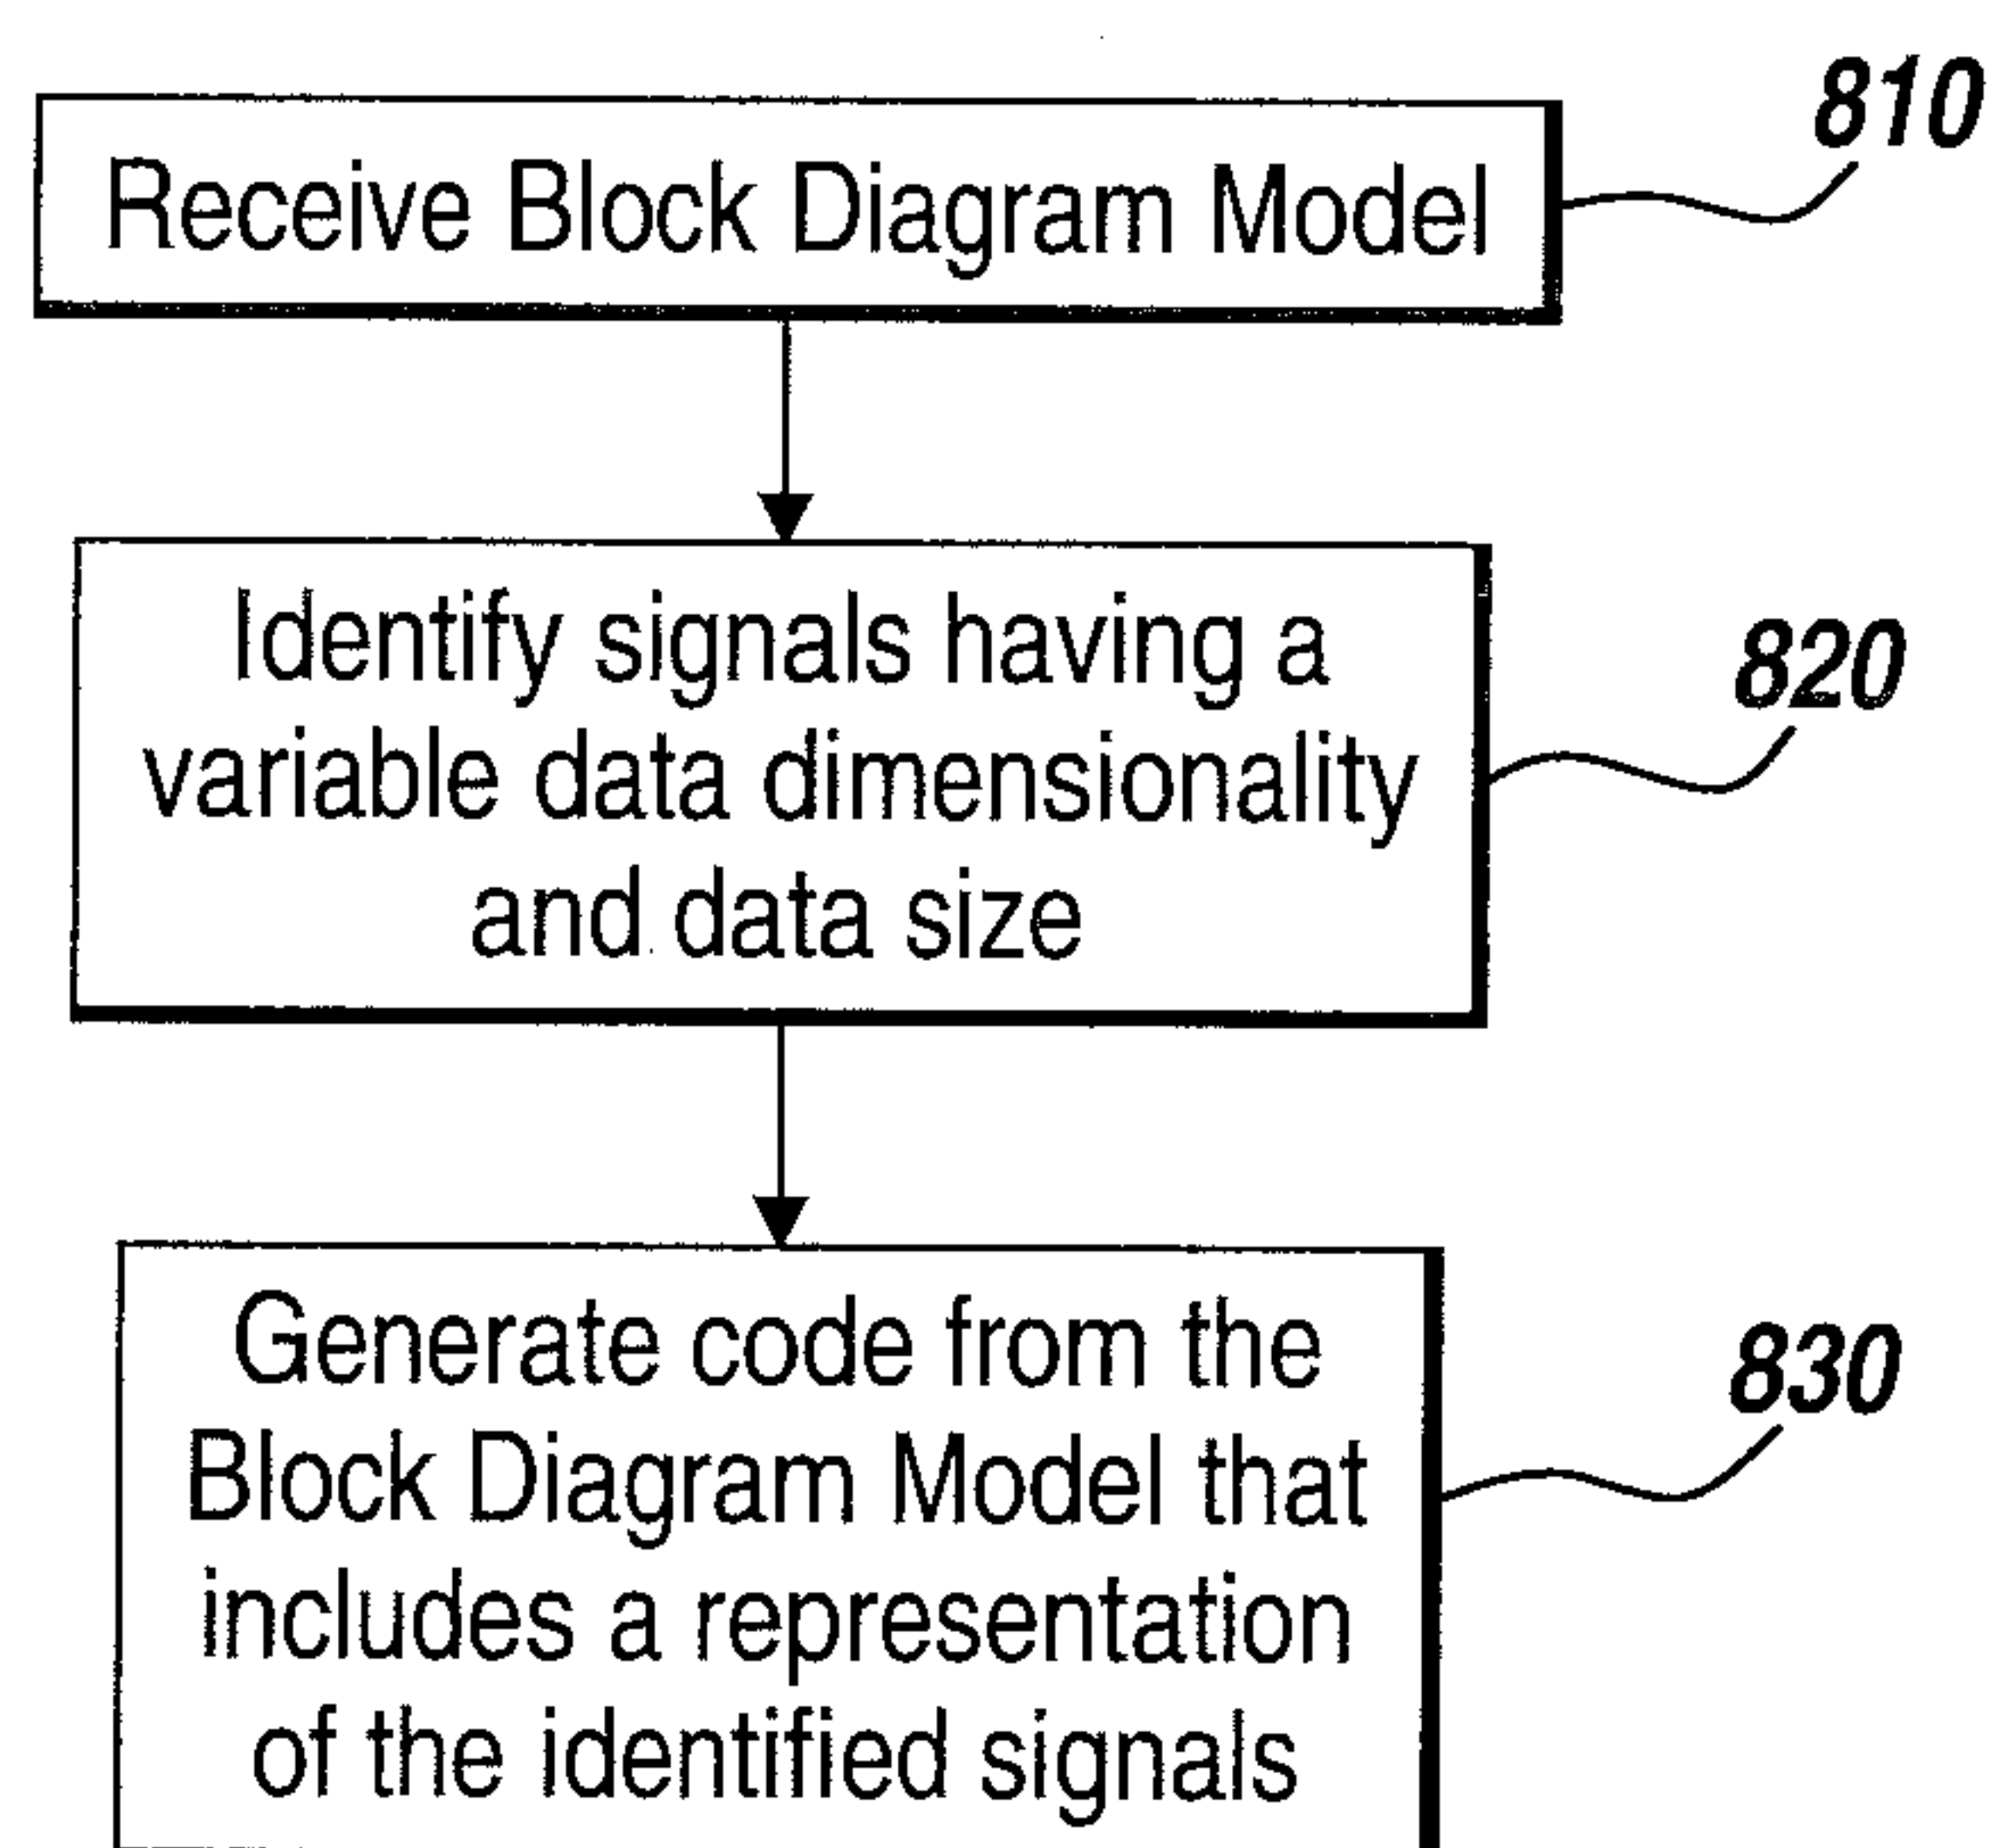 810
Receive Block Diagram Model
Identify signals having a
variable data dimensionality
and data size
820
Generate code from the
Block Diagram Model that
includes a representation
of the identified signals
830